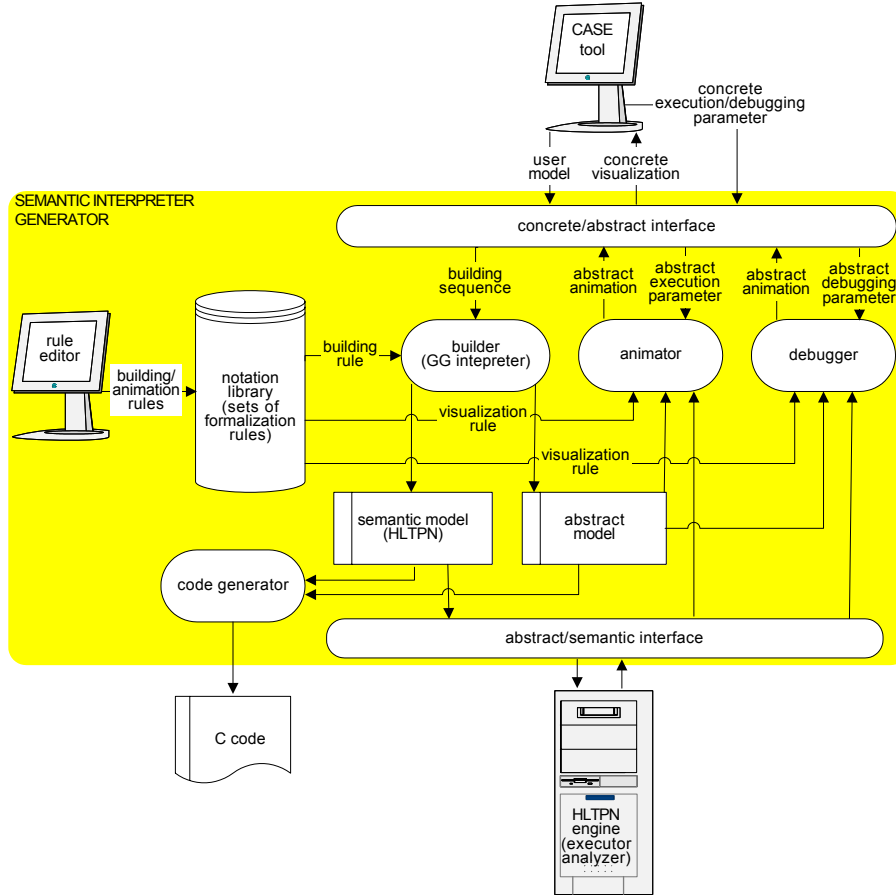 CASE
tool
concrete
execution/debugging
parameter
user
model
concrete
visualization
SEMANTIC INTERPRETER
GENERATOR
concrete/abstract interface
building
sequence
abstract
animation
abstract
execution
parameter
abstract
animation
abstract
debugging
parameter
rule
editor
building/
animation
rules
notation
library
(sets of
formalization
rules)
building
rule
builder
(GG intepreter)
animator
debugger
visualization
rule
visualization
rule
semantic model
(HLTPN)
abstract
model
code generator
abstract/semantic interface
C code
HLTPN
engine
(executor
analyzer)